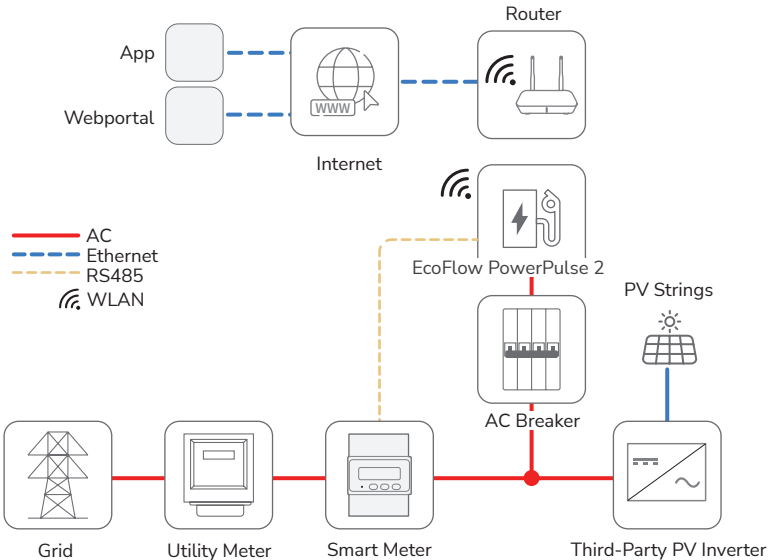 Router
App
WWW
Webportal
Internet
AC
Ethernet
RS485
WLAN
EcoFlow PowerPulse 2
PV Strings
AC Breaker
Grid
Utility Meter
Smart Meter
Third-Party PV Inverter